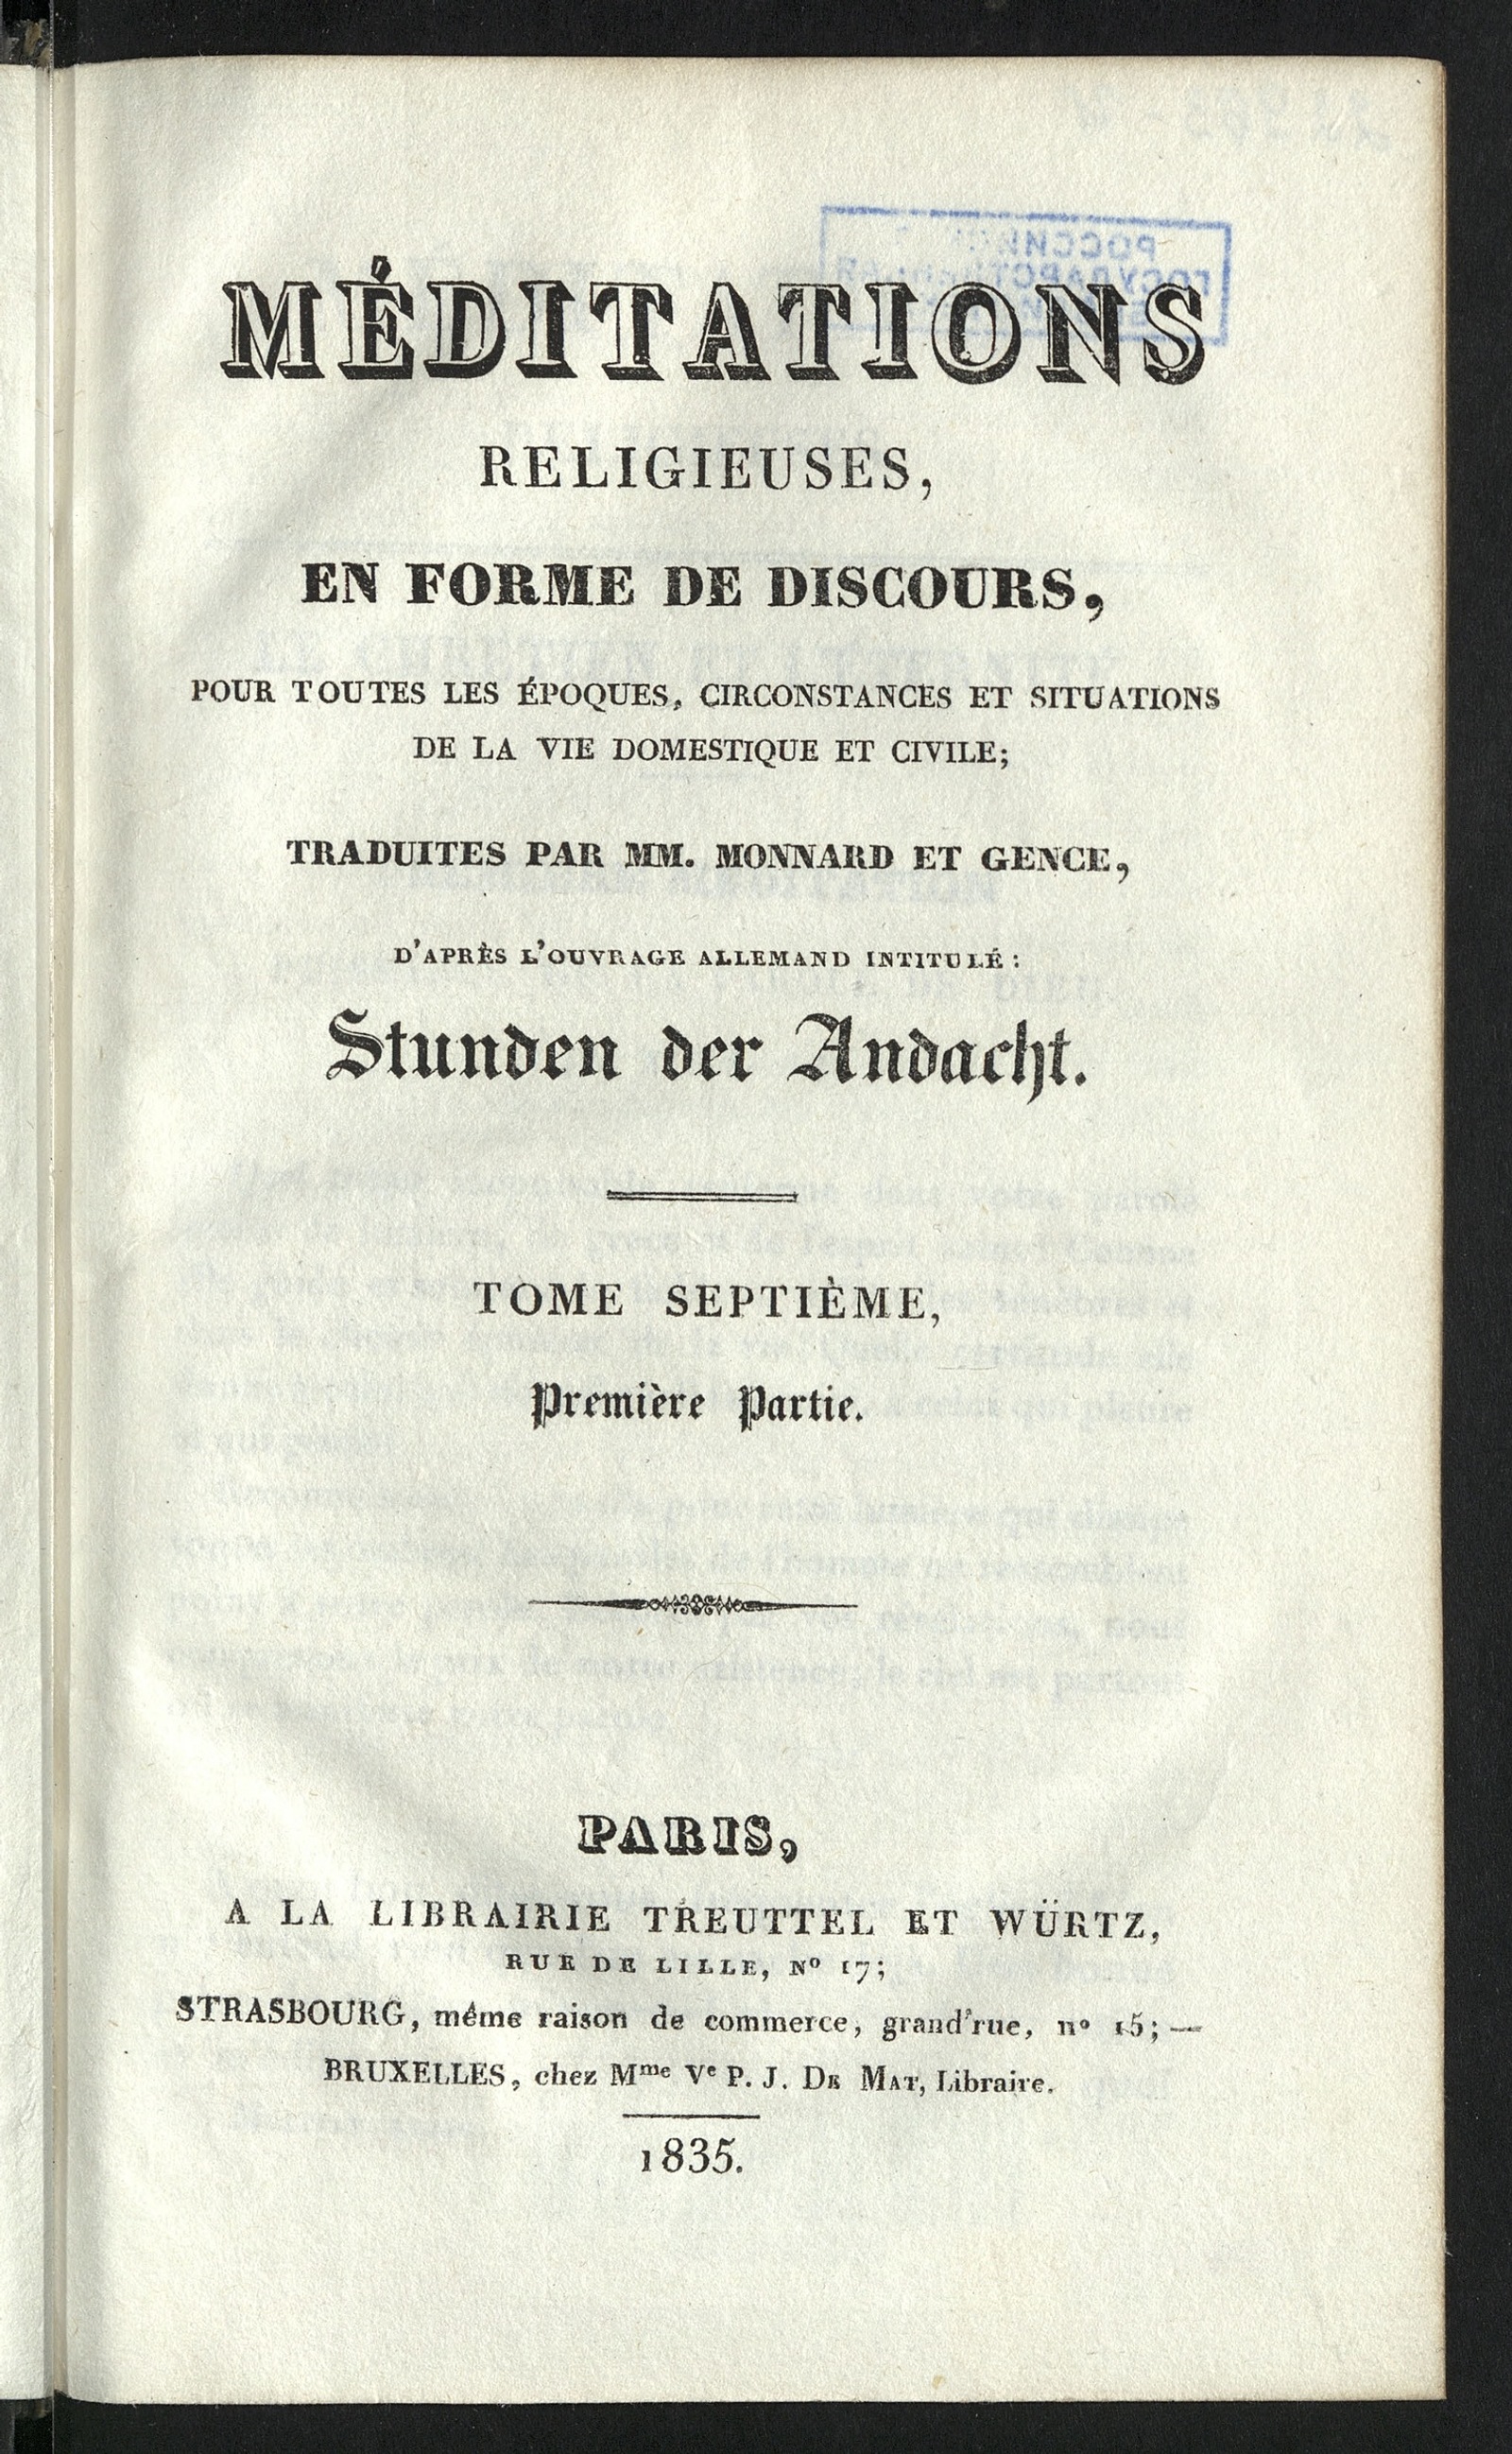 MÉDITATIONS
RELIGIEUSES,
EN FORME DE DISCOURS,
POUR TOUTES LES ÉPOQUES, CIRCONSTANCES ET SITUATIONS
DE LA VIE DOMESTIQUE ET CIVILE;
TRADUITES PAR MM. MONNARD ET GENCE,
D'APRÈS L'OUVRAGE ALLEMAND INTITULÉ:
Stunden der Andacht.
TOME SEPTIÈME,
Première Partie.
PARIS,
A LA LIBRAIRIE TREUTTEL ET WÜRTZ,
RUE DE LILLE, Nº 17;
STRASBOURG, même raison de commerce, grand'rue, nº 15; —
BRUXELLES, chez Mme Ve P. J. De Mat, Libraire.
1835.